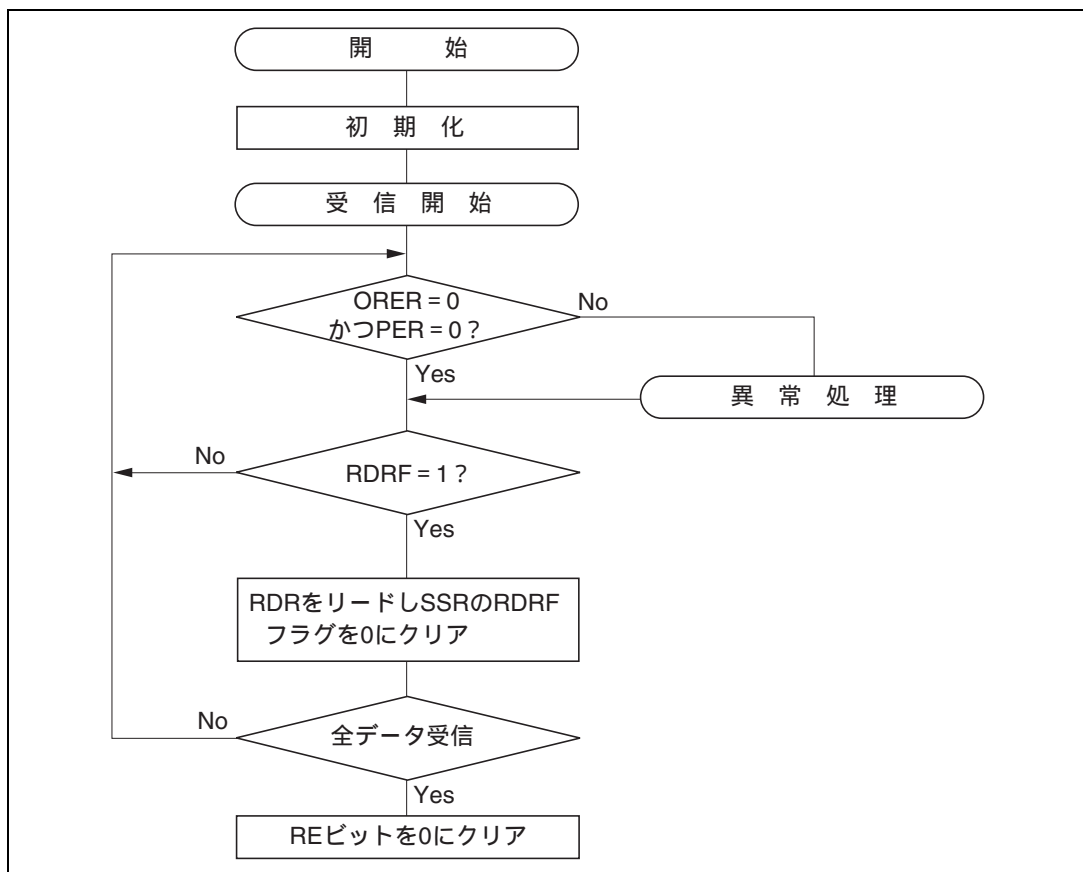 開始
初期化
受信開始
ORER = 0
かつPER = 0?
No
Yes
異常処理
No
RDRF = 1?
Yes
RDRをリードしSSRのRDRF
フラグを0にクリア
No
全データ受信
Yes
REビットを0にクリア